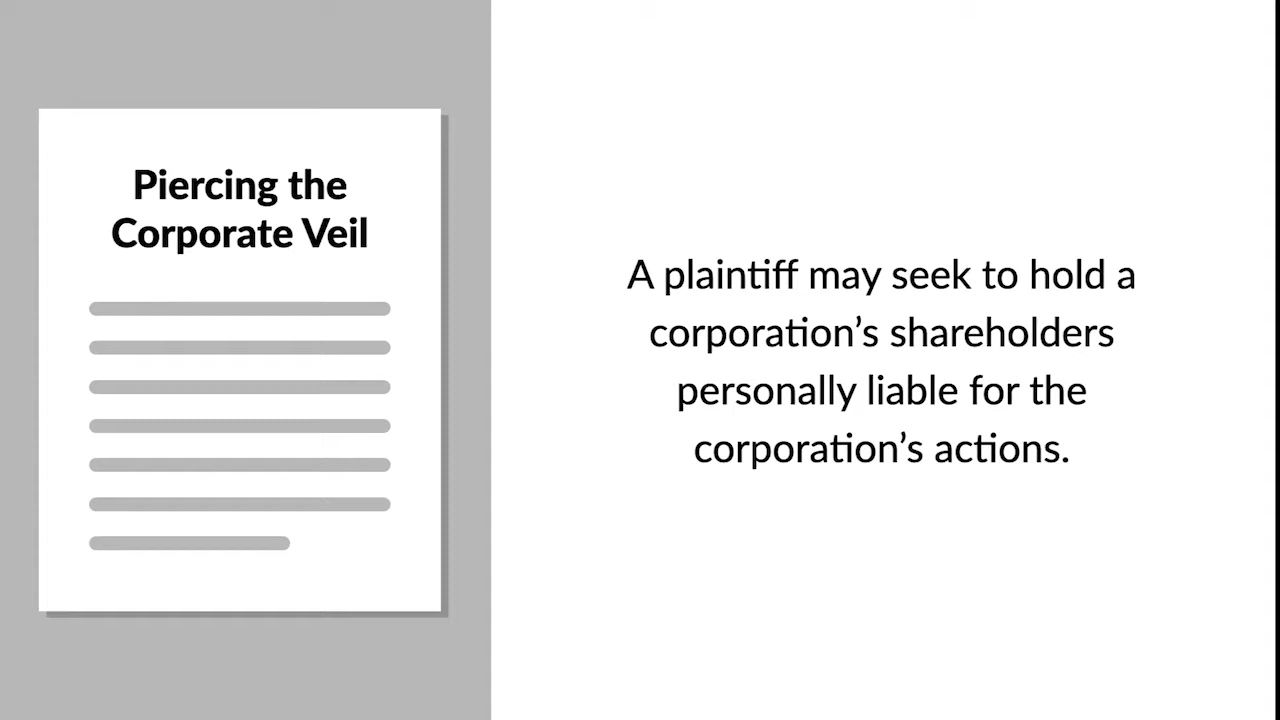 Piercing the
Corporate Veil
A plaintiff may seek to hold a
corporation’s shareholders
personally liable for the
corporation’s actions.